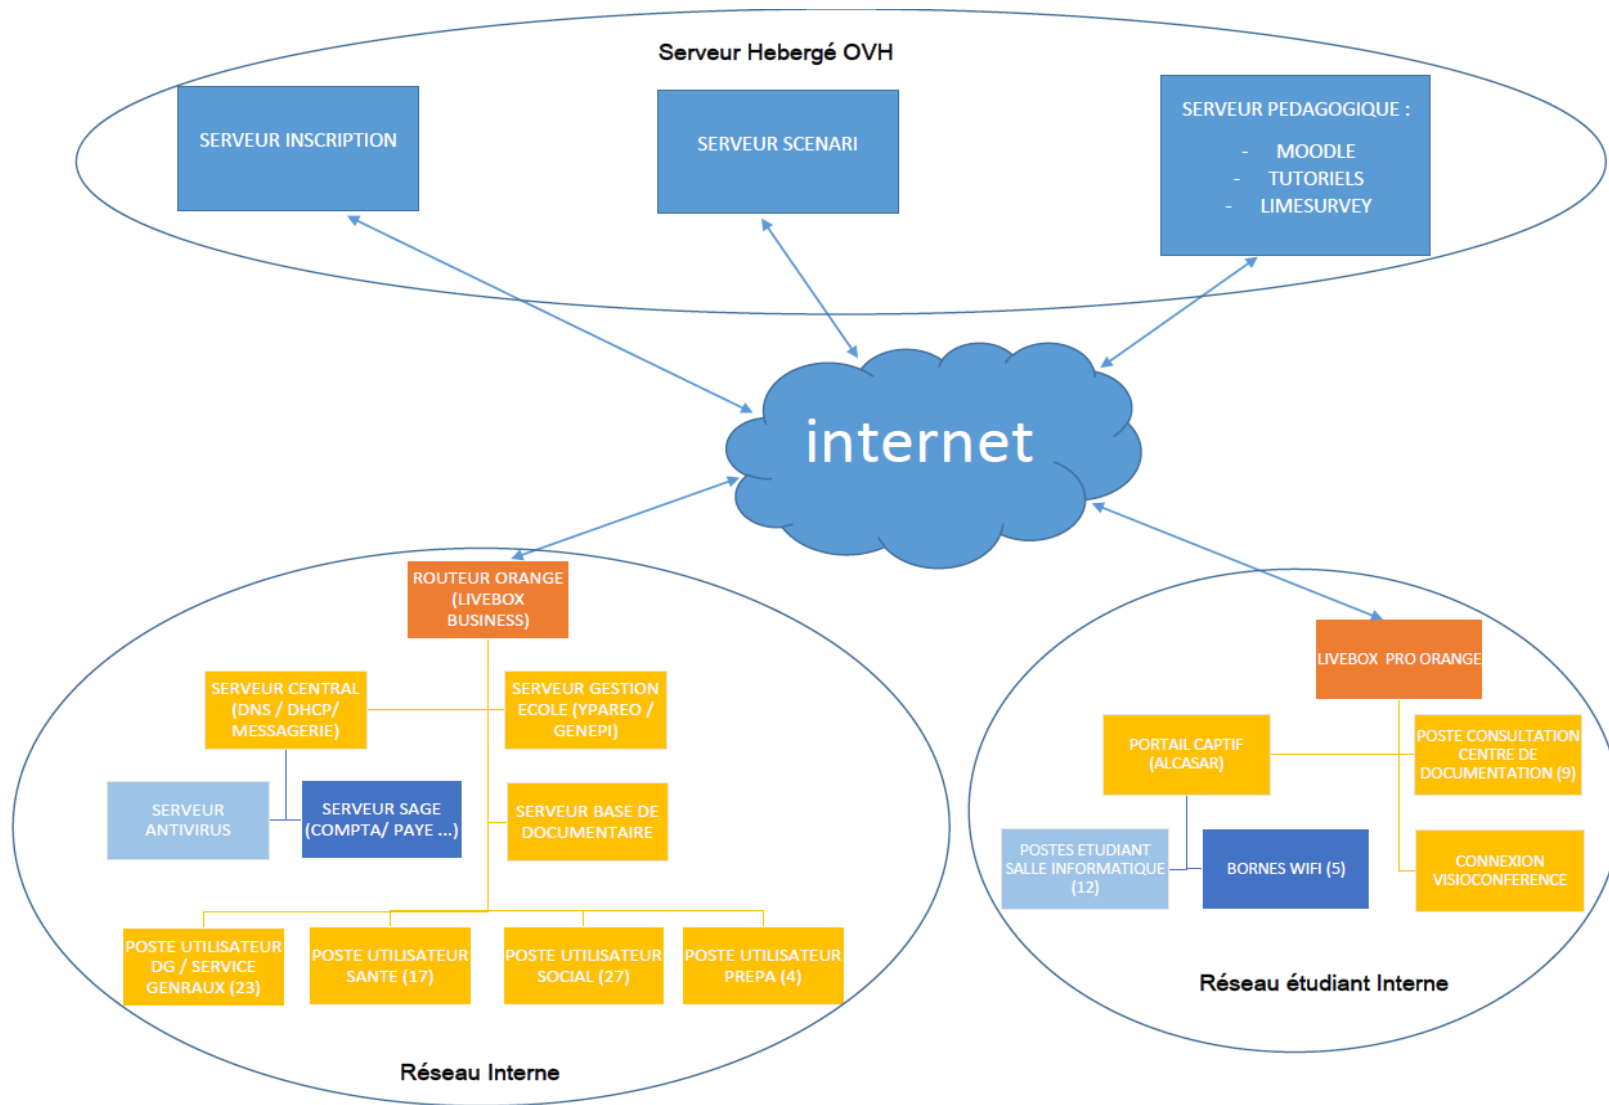 Serveur Hebergé OVH
SERVEUR INSCRIPTION
SERVEUR SCENARI
SERVEUR PEDAGOGIQUE :
- MOODLE
- TUTORIELS
- LIMESURVEY
internet
ROUTEUR ORANGE
(LIVEBOX
BUSINESS)
SERVEUR CENTRAL
(DNS / DHCP/
MESSAGERIE)
SERVEUR GESTION
ECOLE (YPAREO /
GENEPI)
SERVEUR
ANTIVIRUS
SERVEUR SAGE
(COMPTA/ PAYE ...)
SERVEUR BASE DE
DOCUMENTAIRE
POSTE UTILISATEUR
DG / SERVICE
GENRAUX (23)
POSTE UTILISATEUR
SANTE (17)
POSTE UTILISATEUR
SOCIAL (27)
POSTE UTILISATEUR
PREPA (4)
Réseau Interne
LIVEBOX PRO ORANGE
PORTAIL CAPTIF
(ALCASAR)
POSTE CONSULTATION
CENTRE DE
DOCUMENTATION (9)
POSTES ETUDIANT
SALLE INFORMATIQUE
(12)
BORNES WIFI (5)
CONNEXION
VISIOCONFERENCE
Réseau étudiant Interne